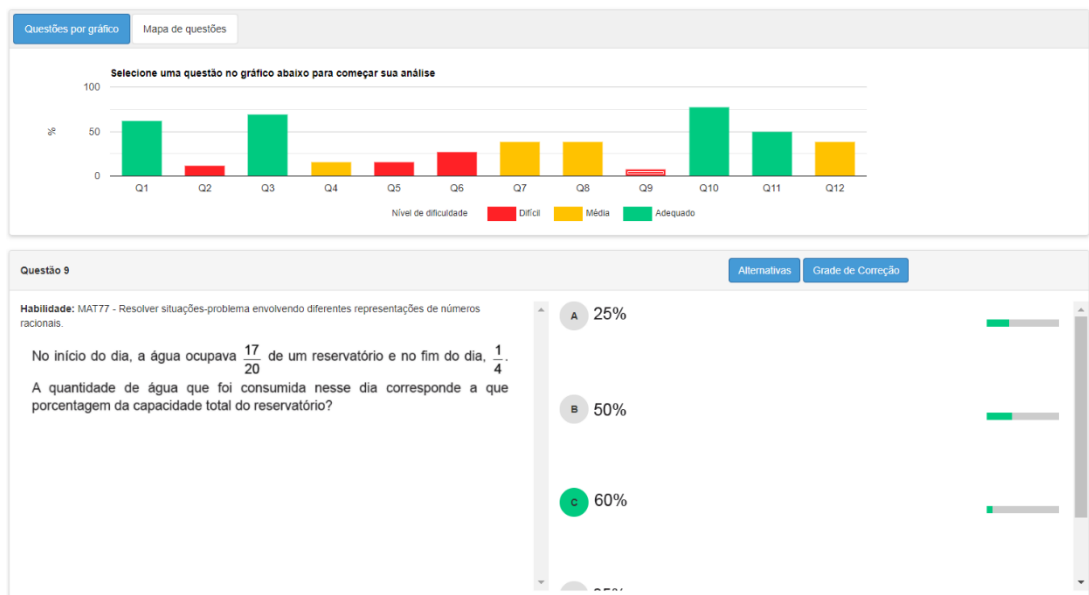 Questões por gráfico Mapa de questões
Selecione uma questão no gráfico abaixo para começar sua análise
100
50
0
%
Q1 Q2 Q3 Q4 Q5 Q6 Q7 Q8 Q9 Q10 Q11 Q12
Nível de dificuldade Difícil Média Adequado
Questão 9 Alternativas Grade de Correção
Habilidade: MAT77 - Resolver situações-problema envolvendo diferentes representações de números
racionais.
No início do dia, a água ocupava 17/20 de um reservatório e no fim do dia, 1/4.
A quantidade de água que foi consumida nesse dia corresponde a que
porcentagem da capacidade total do reservatório?
A 25%
B 50%
C 60%